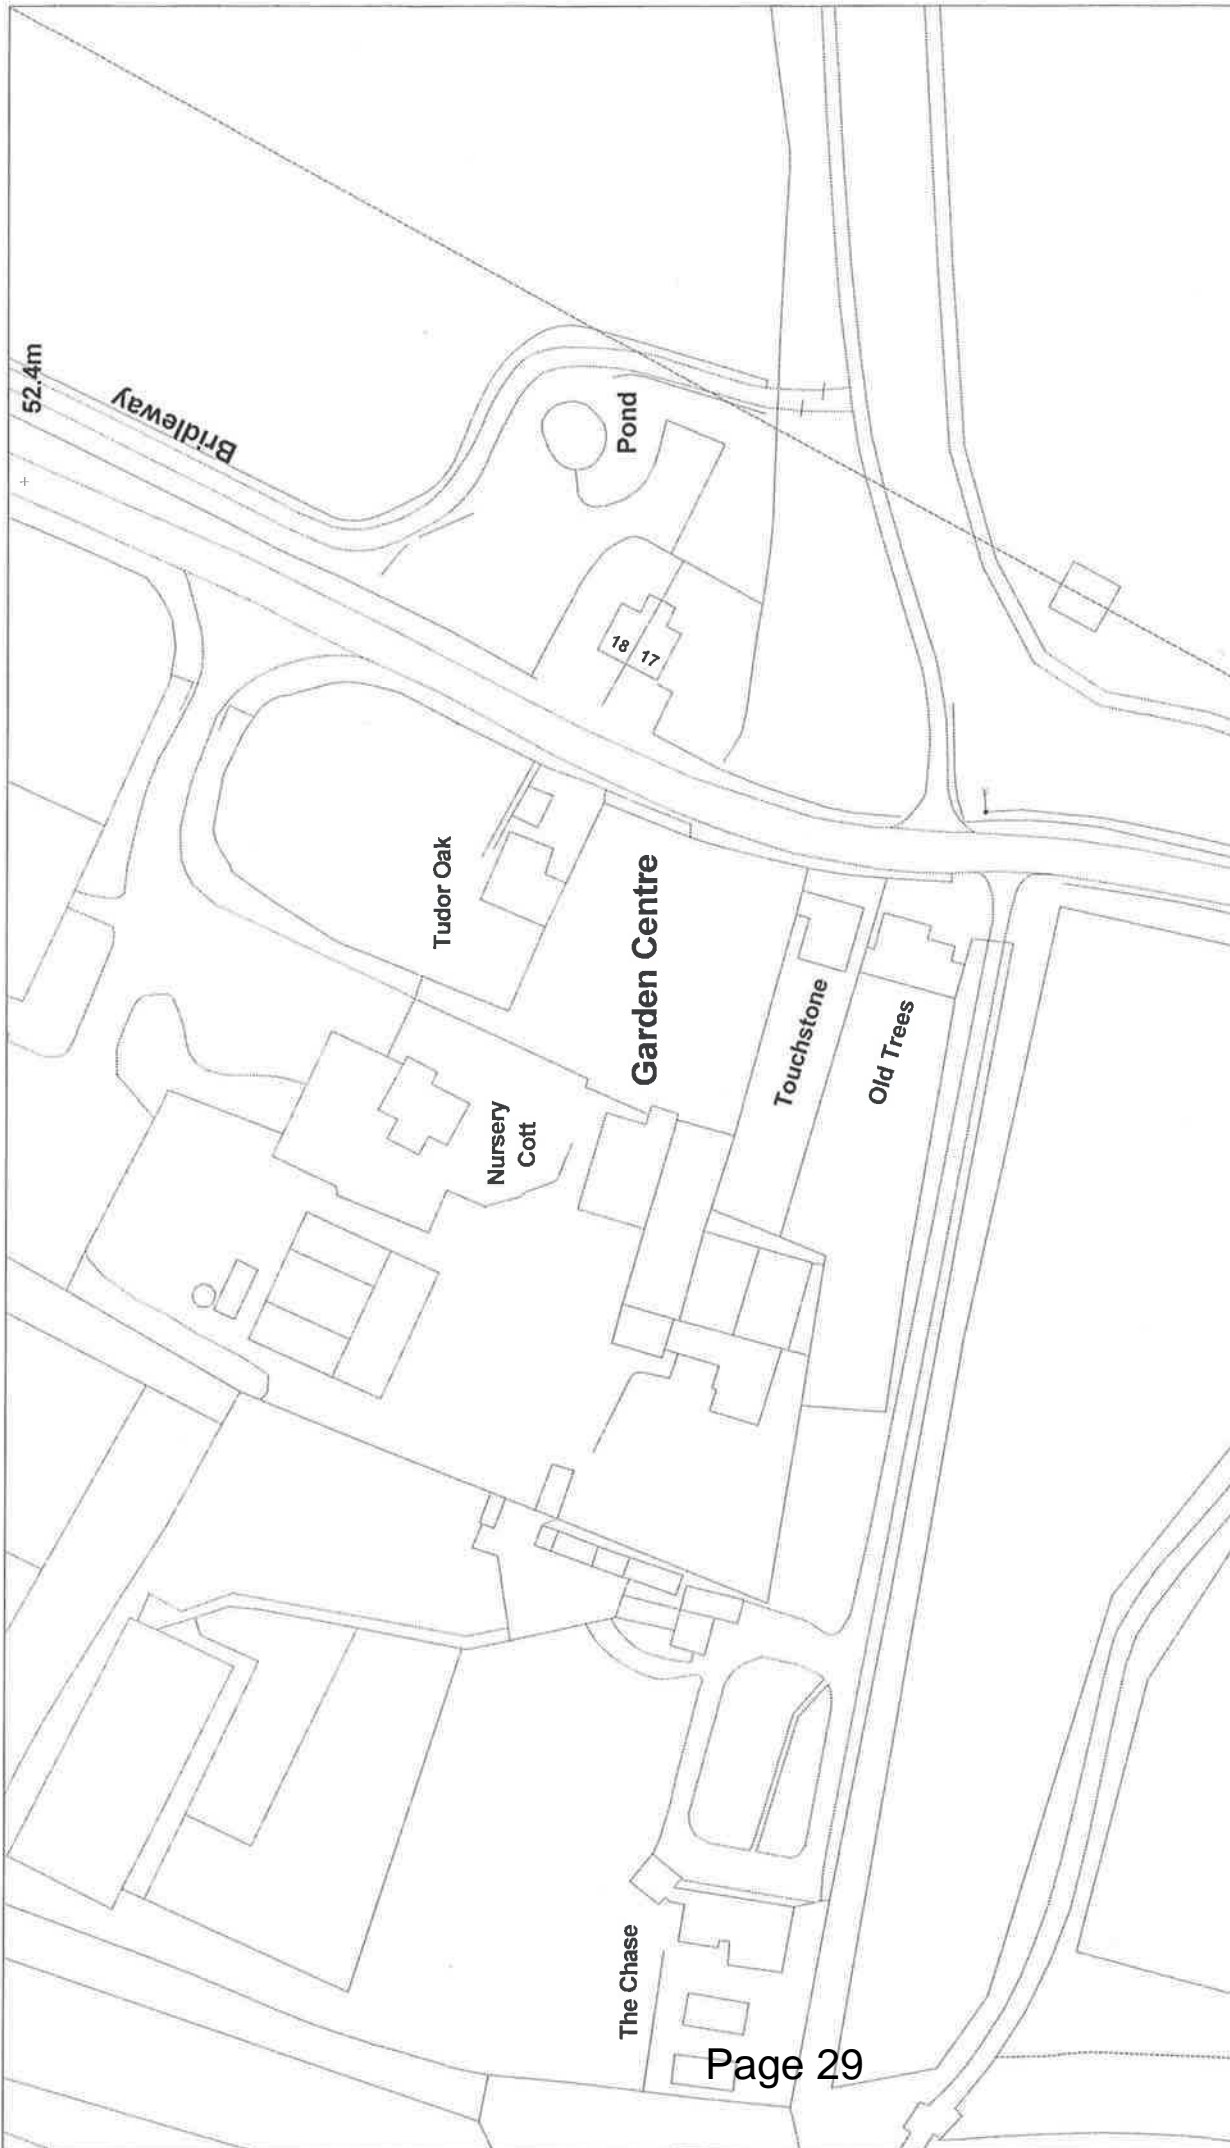 52.4m
Bridleway
Pond
18
17
Tudor Oak
Garden Centre
Touchstone
Old Trees
Nursery
Cott
The Chase
Page 29